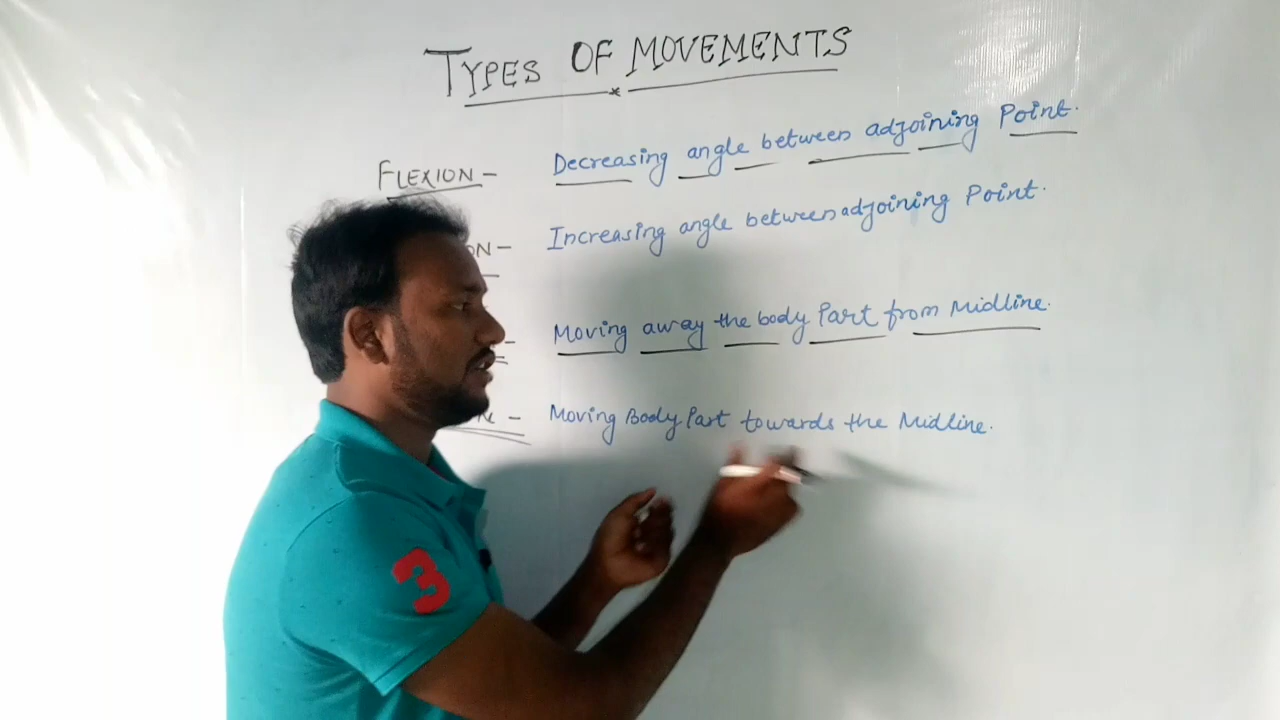 TYPES OF MOVEMENTS
FLEXION - Decreasing angle between adjoining Point.
ON - Increasing angle between adjoining Point.
- Moving away the body Part from Midline.
- Moving Body Part towards the Midline.
3